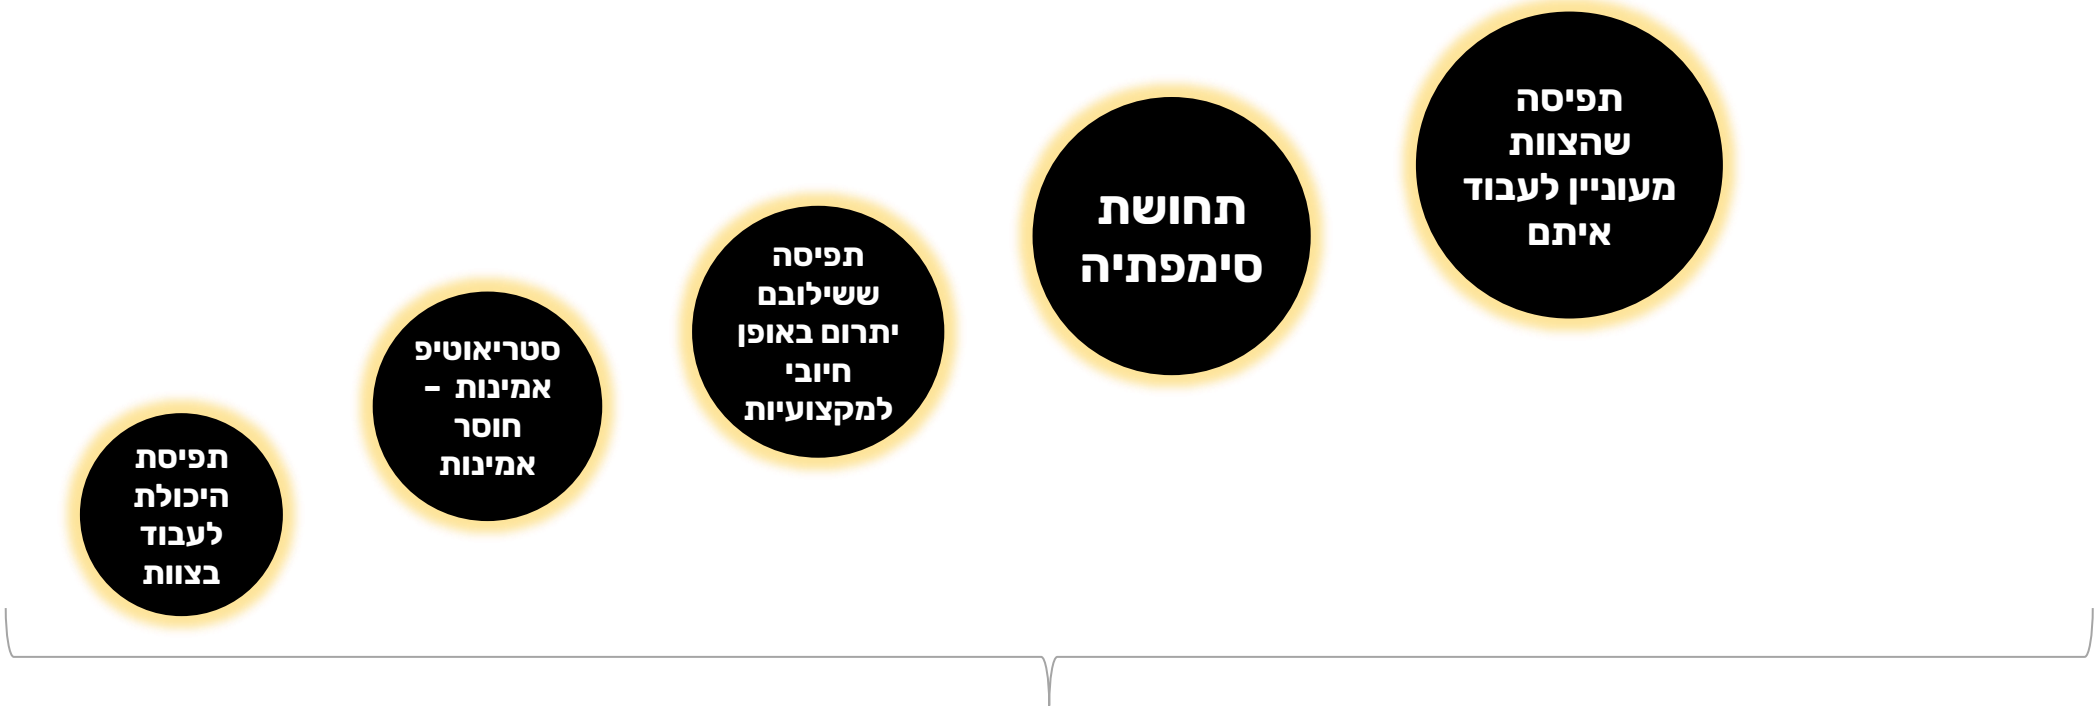 תפיסה
שהצוות
מעוניין לעבוד
איתם
תחושת
סימפתיה
תפיסה
ששילובם
יתרום באופן
חיובי
למקצועיות
סטריאוטיפ
אמינות –
חוסר
אמינות
תפיסת
היכולת
לעבוד
בצוות